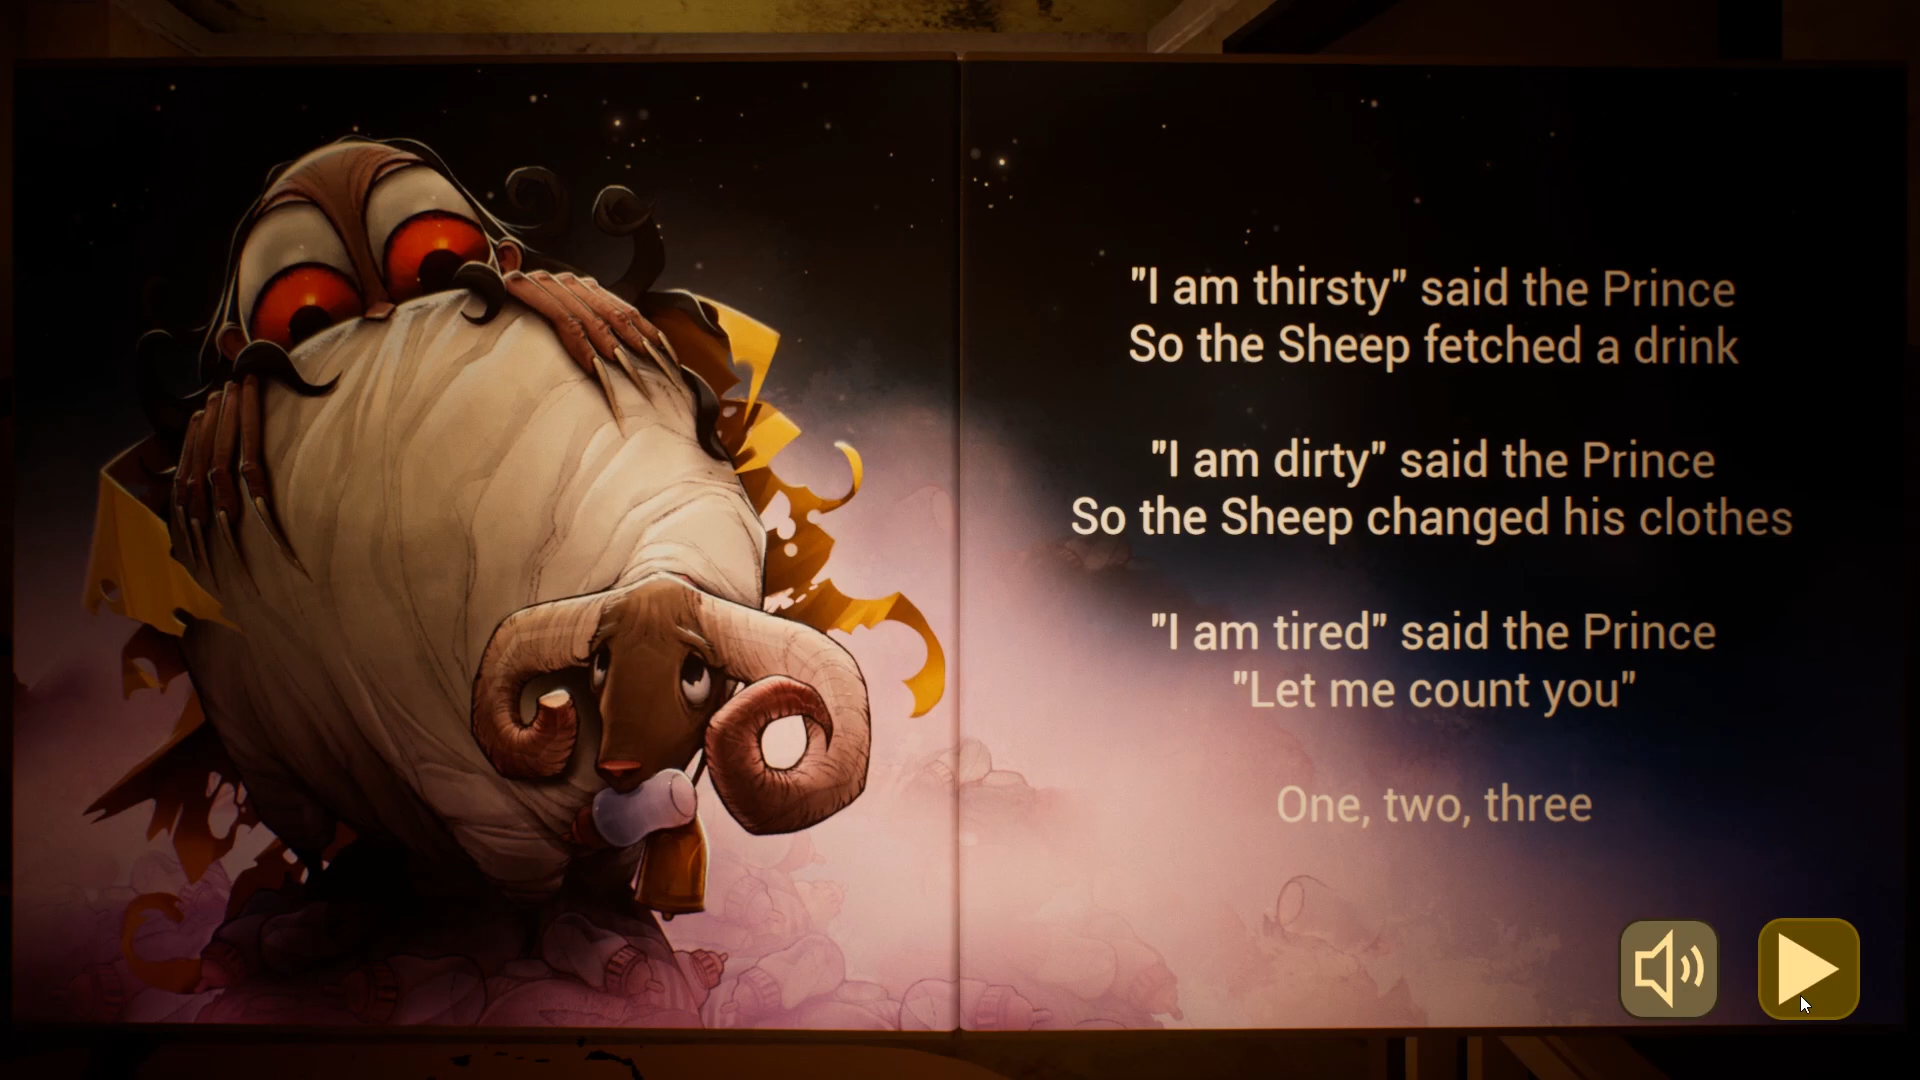 "I am thirsty" said the Prince
So the Sheep fetched a drink
"I am dirty" said the Prince
So the Sheep changed his clothes
"I am tired" said the Prince
"Let me count you"
One, two, three